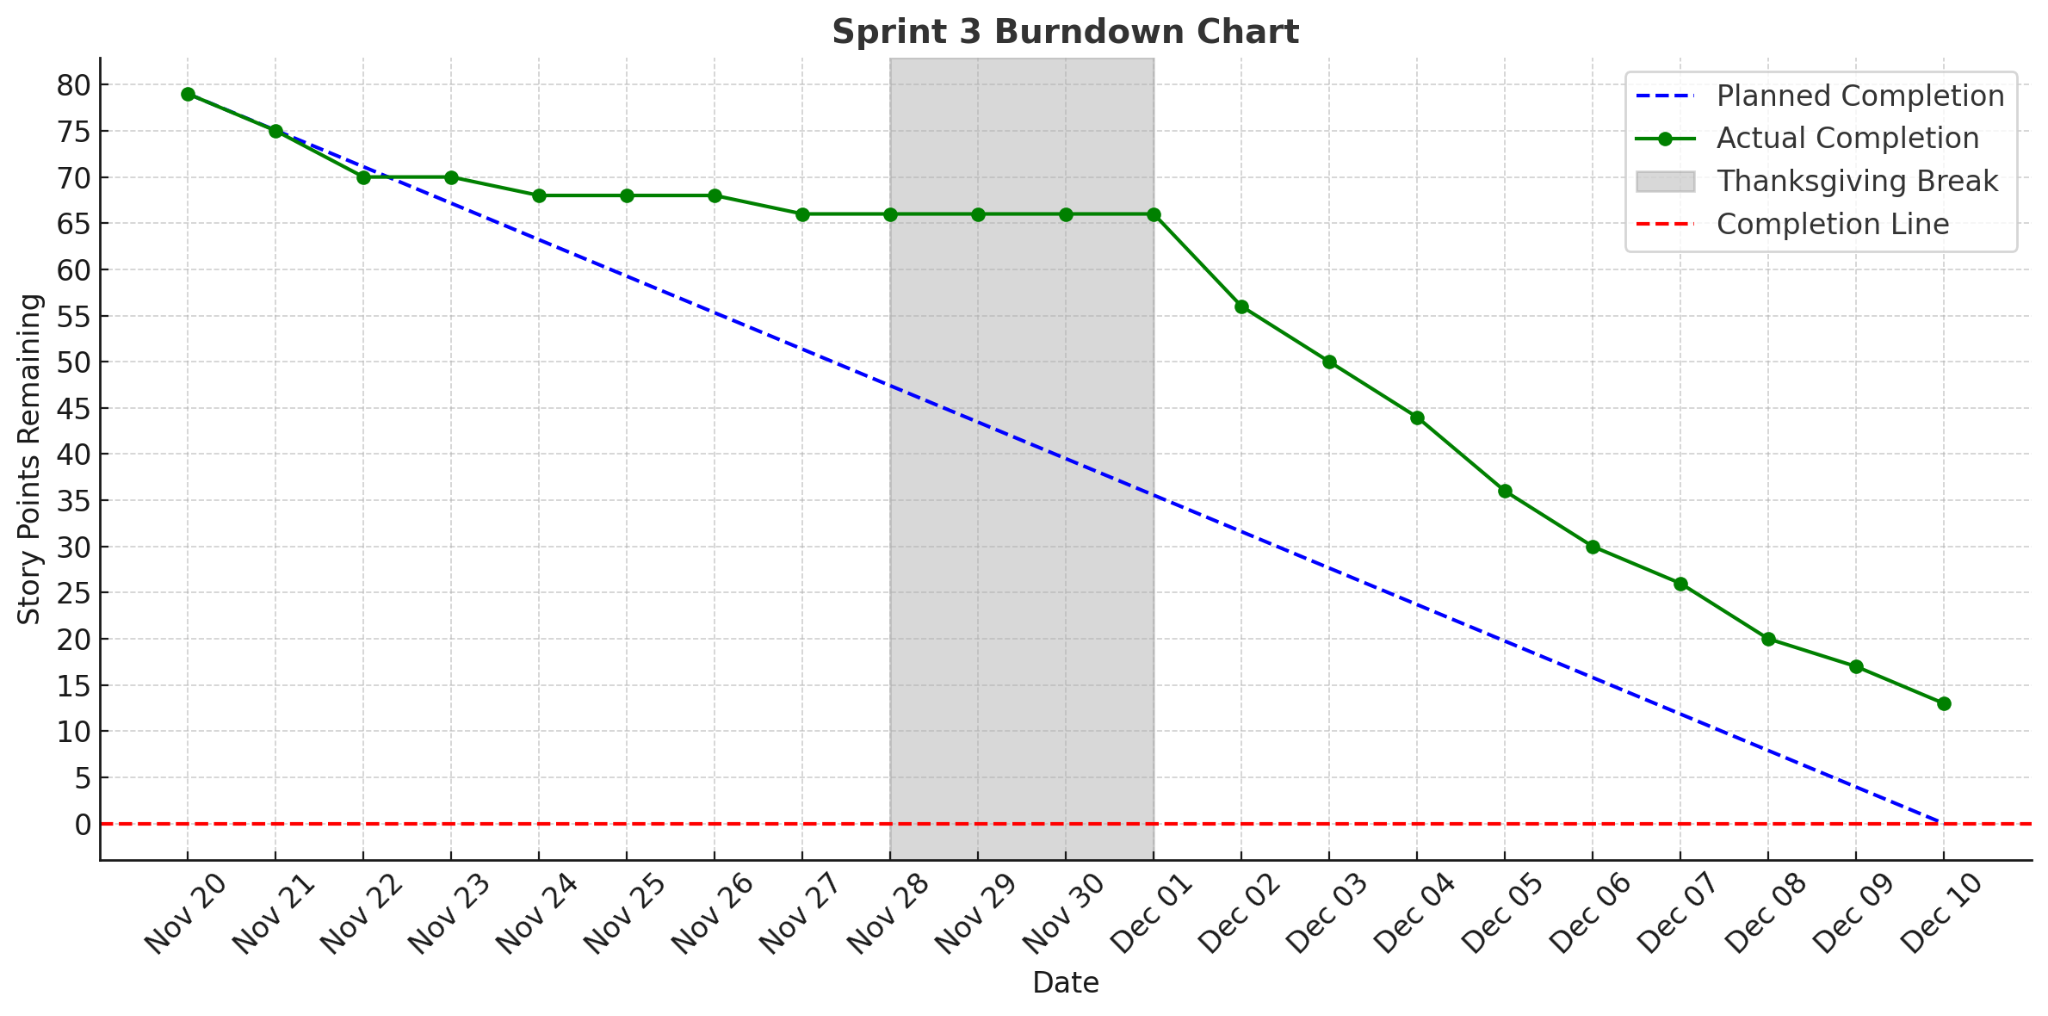 Sprint 3 Burndown Chart
Planned Completion
Actual Completion
Thanksgiving Break
Completion Line
Story Points Remaining
80
75
70
65
60
55
50
45
40
35
30
25
20
15
10
5
0
Nov 20
Nov 21
Nov 22
Nov 23
Nov 24
Nov 25
Nov 26
Nov 27
Nov 28
Nov 29
Nov 30
Dec 01
Dec 02
Dec 03
Dec 04
Dec 05
Dec 06
Dec 07
Dec 08
Dec 09
Dec 10
Date